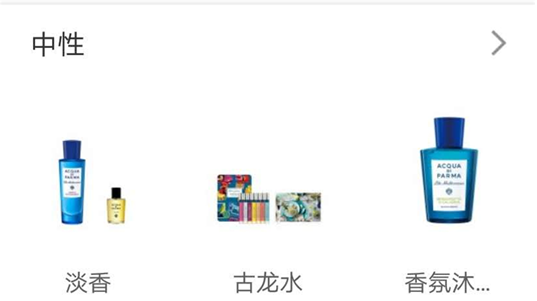 中性
ACQUA
DI
PARMA
Blu Mediterraneo
ACQUA
DI
PARMA
Blu Mediterraneo
淡香
古龙水
香氛沐...